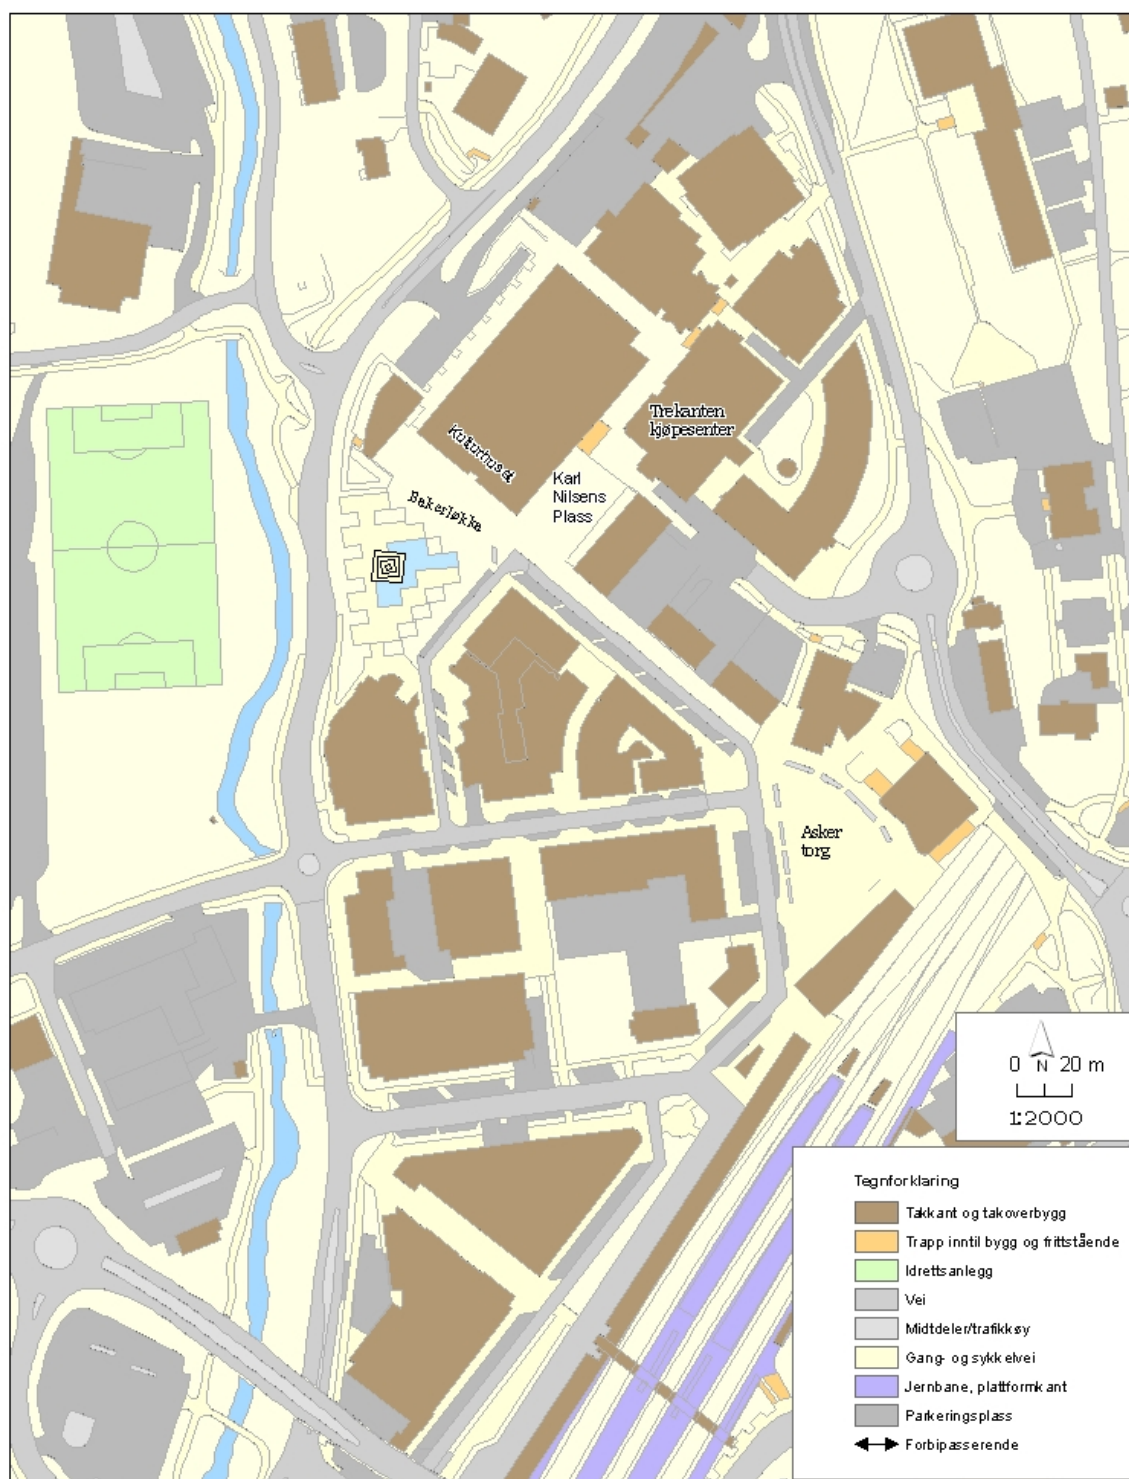 Trekanten
kjøpesenter
Kulturhuset
Karl
Nilsens
Plass
Bakerløkka
Asker
torg
0 N 20 m
1:2000
Tegnforklaring
Takkant og takoverbygg
Trapp inntil bygg og frittstående
Idrettsanlegg
Vei
Midtdeler/trafikkøy
Gang- og sykkelvei
Jernbane, plattformkant
Parkeringsplass
Forbipasserende